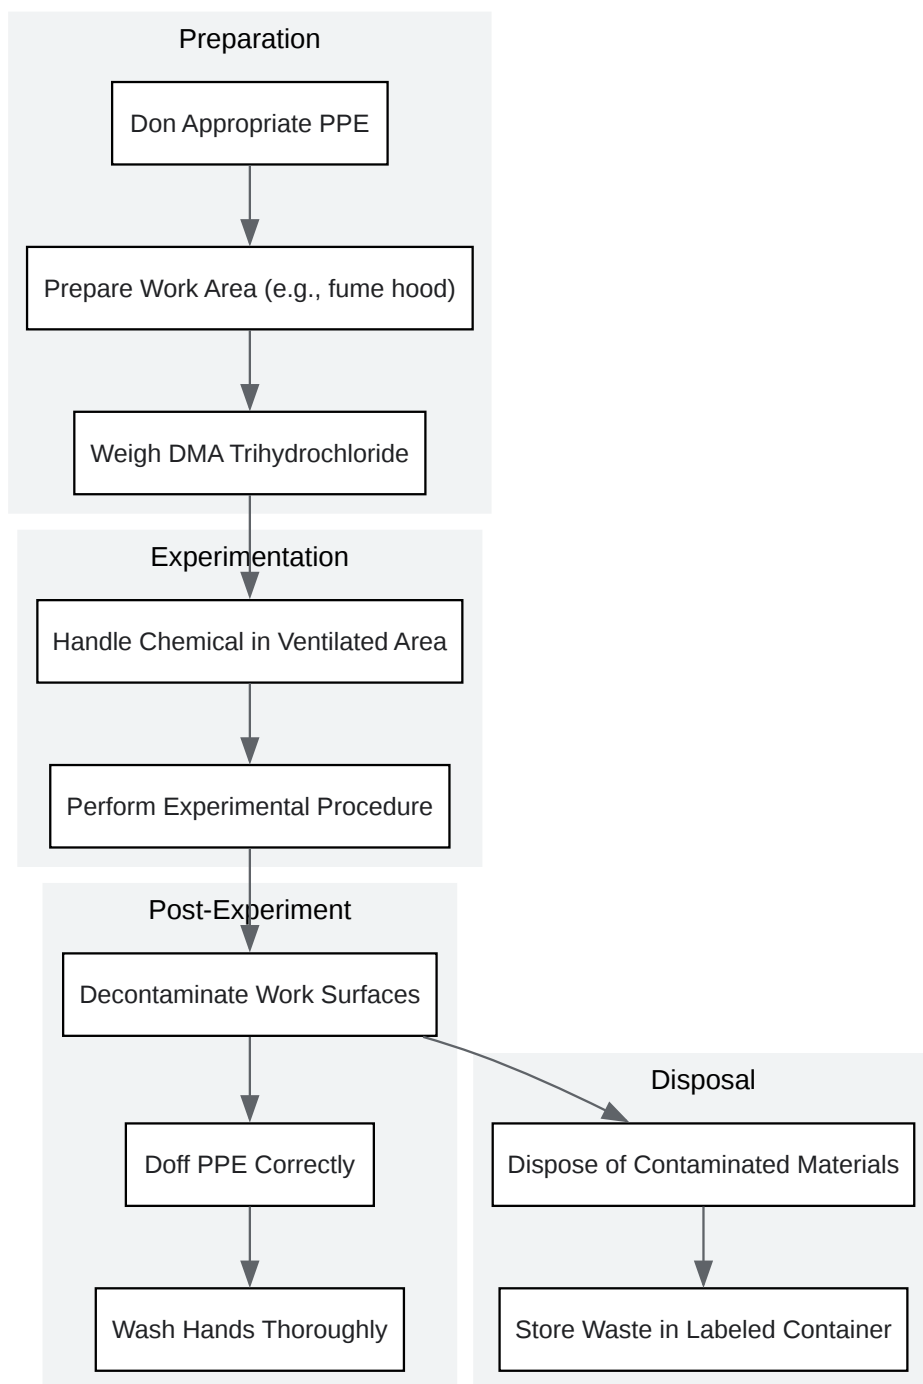 Preparation
Don Appropriate PPE
Prepare Work Area (e.g., fume hood)
Weigh DMA Trihydrochloride
Experimentation
Handle Chemical in Ventilated Area
Perform Experimental Procedure
Post-Experiment
Decontaminate Work Surfaces
Doff PPE Correctly
Wash Hands Thoroughly
Disposal
Dispose of Contaminated Materials
Store Waste in Labeled Container